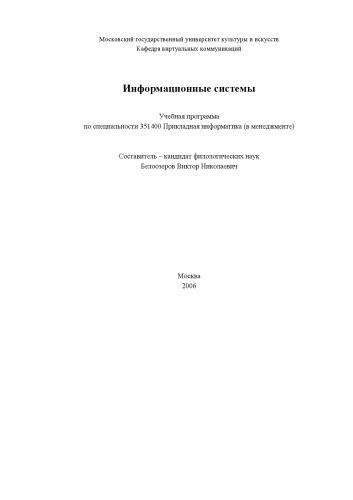 Московский государственный университет культуры и искусств
Кафедра виртуальных коммуникаций
Информационные системы
Учебная программа
по специальности 351400 Прикладная информатика (в менеджменте)
Составитель – кандидат филологических наук
Белоозеров Виктор Николаевич
Москва
2006